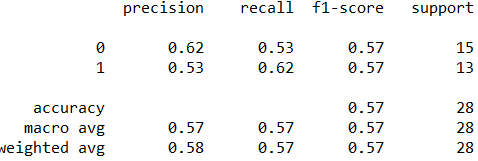 precision recall f1-score support
0 0.62 0.53 0.57 15
1 0.53 0.62 0.57 13
accuracy 0.57 28
macro avg 0.57 0.57 0.57 28
weighted avg 0.58 0.57 0.57 28